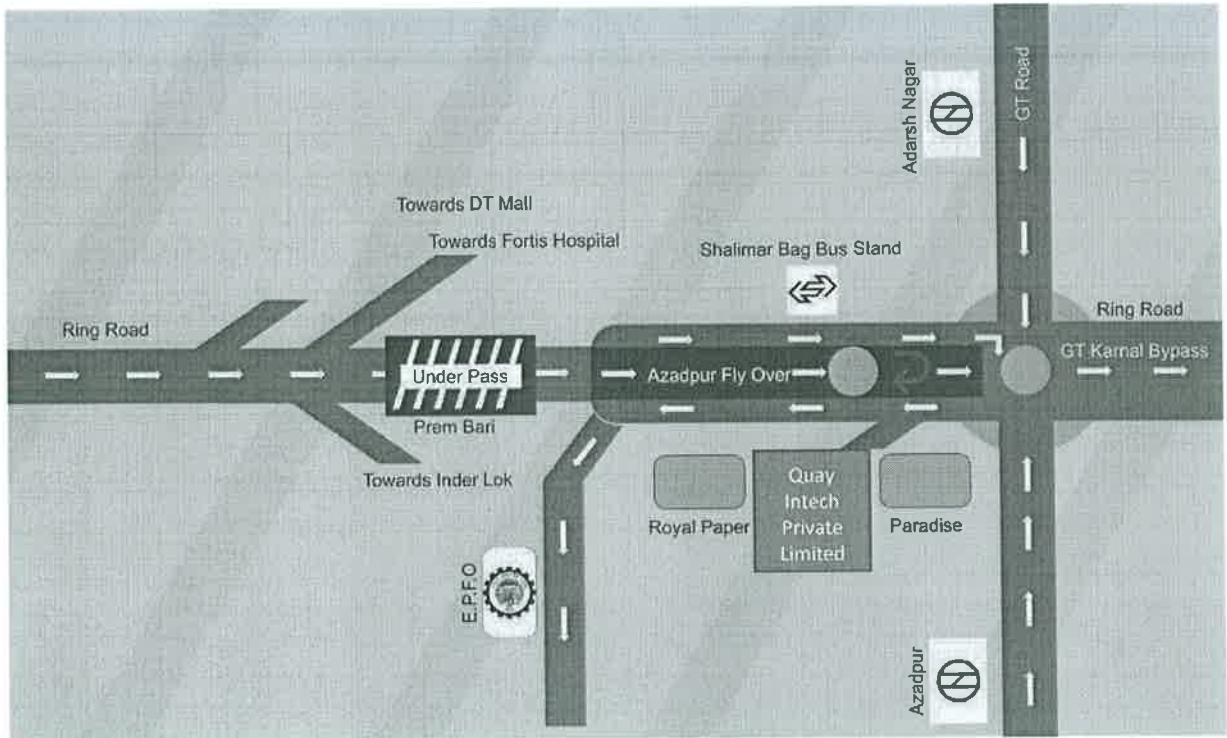 GT Road
Adarsh Nagar
Towards DT Mall
Towards Fortis Hospital
Shalimar Bag Bus Stand
Ring Road
Ring Road
GT Karnal Bypass
Under Pass
Azadpur Fly Over
Prem Bari
Towards Inder Lok
Quay
Intech
Private
Limited
Royal Paper
Paradise
E.P.F.O
Azadpur